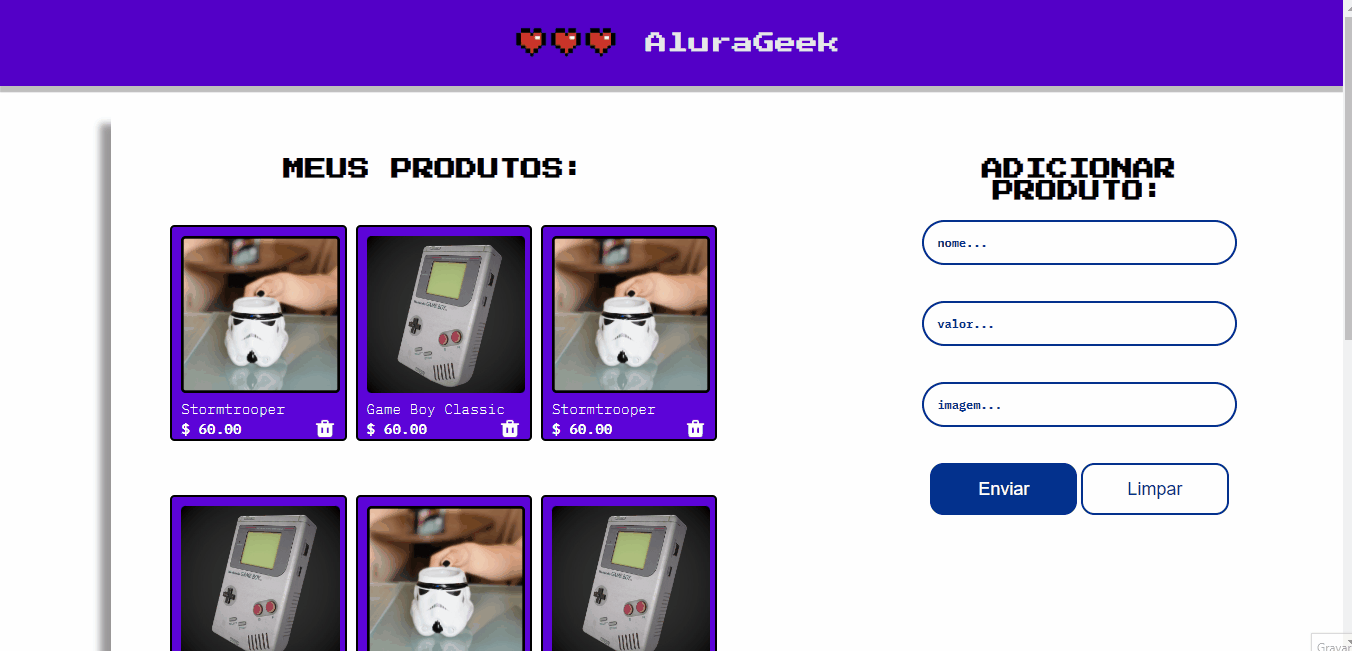 AluraGeek
MEUS PRODUTOS:
Stormtrooper
$ 60.00
Game Boy Classic
$ 60.00
Stormtrooper
$ 60.00
ADICIONAR
PRODUTO:
nome...
valor...
imagem...
Enviar
Limpar